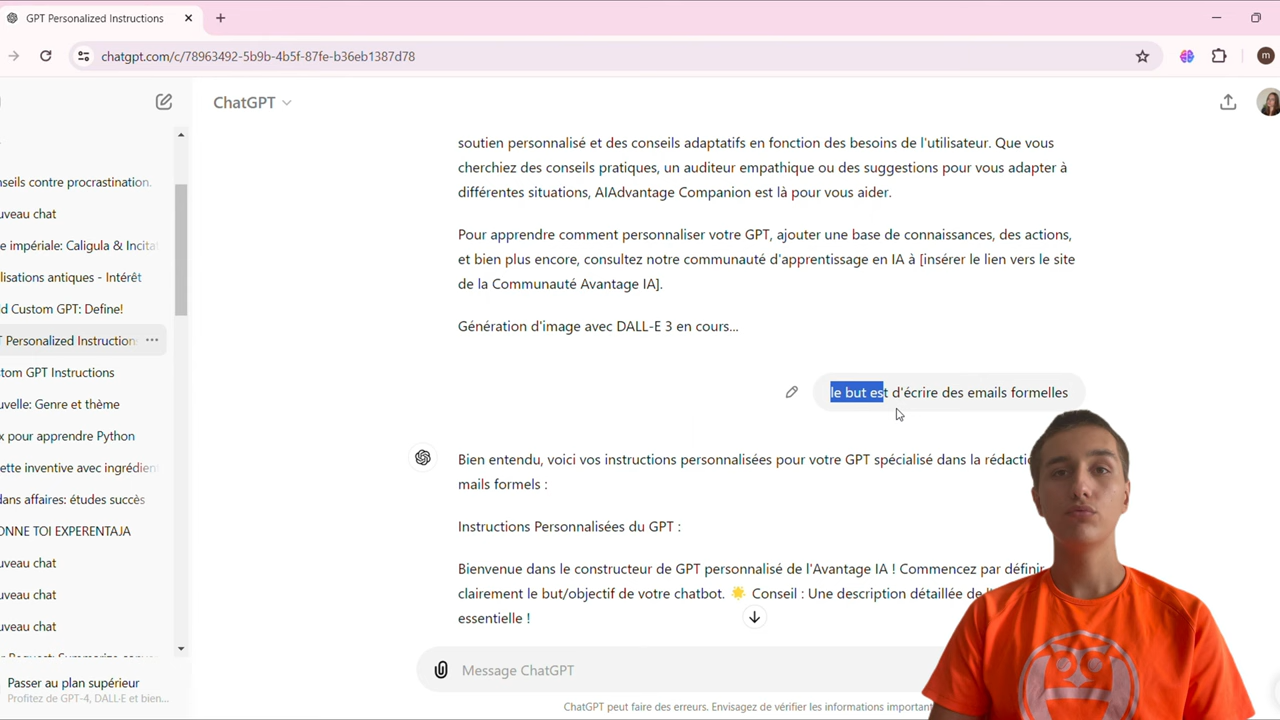 GPT Personalized Instructions
chatgpt.com/c/78963492-5b9b-4b5f-87fe-b36eb1387d78
m
ChatGPT
nseils contre procrastination.
uveau chat
e impériale: Caligula & Incita
lisations antiques - Intérêt
d Custom GPT: Define!
T Personalized Instruction
tom GPT Instructions
uvelle: Genre et thème
x pour apprendre Python
ette inventive avec ingrédien
dans affaires: études succès
ONNE TOI EXPERENTAJA
uveau chat
uveau chat
uveau chat
Passer au plan supérieur
Profitez de GPT-4, DALL·E et bien...
soutien personnalisé et des conseils adaptatifs en fonction des besoins de l'utilisateur. Que vous
cherchiez des conseils pratiques, un auditeur empathique ou des suggestions pour vous adapter à
différentes situations, AIAdvantage Companion est là pour vous aider.
Pour apprendre comment personnaliser votre GPT, ajouter une base de connaissances, des actions,
et bien plus encore, consultez notre communauté d'apprentissage en IA à [insérer le lien vers le site
de la Communauté Avantage IA].
Génération d'image avec DALL-E 3 en cours...
le but est d'écrire des emails formelles
Bien entendu, voici vos instructions personnalisées pour votre GPT spécialisé dans la rédactio
mails formels :
Instructions Personnalisées du GPT :
Bienvenue dans le constructeur de GPT personnalisé de l'Avantage IA ! Commencez par définir
clairement le but/objectif de votre chatbot. 🌟 Conseil : Une description détaillée de
essentielle !
Message ChatGPT
ChatGPT peut faire des erreurs. Envisagez de vérifier les informations important